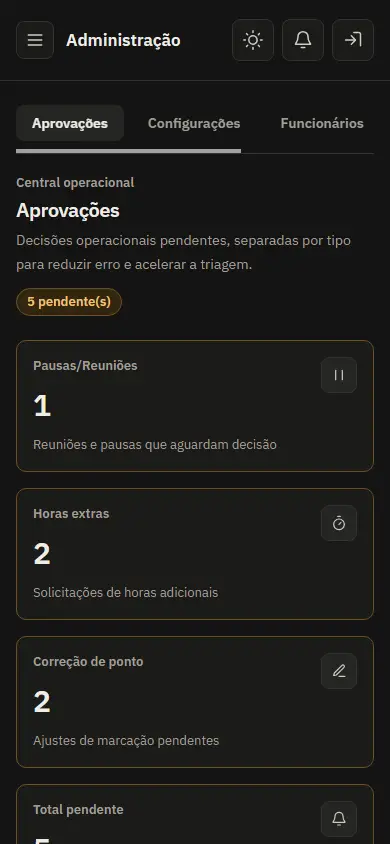 Administração
Aprovações
Configurações
Funcionários
Central operacional
Aprovações
Decisões operacionais pendentes, separadas por tipo
para reduzir erro e acelerar a triagem.
5 pendente(s)
Pausas/Reuniões
1
Reuniões e pausas que aguardam decisão
Horas extras
2
Solicitações de horas adicionais
Correção de ponto
2
Ajustes de marcação pendentes
Total pendente